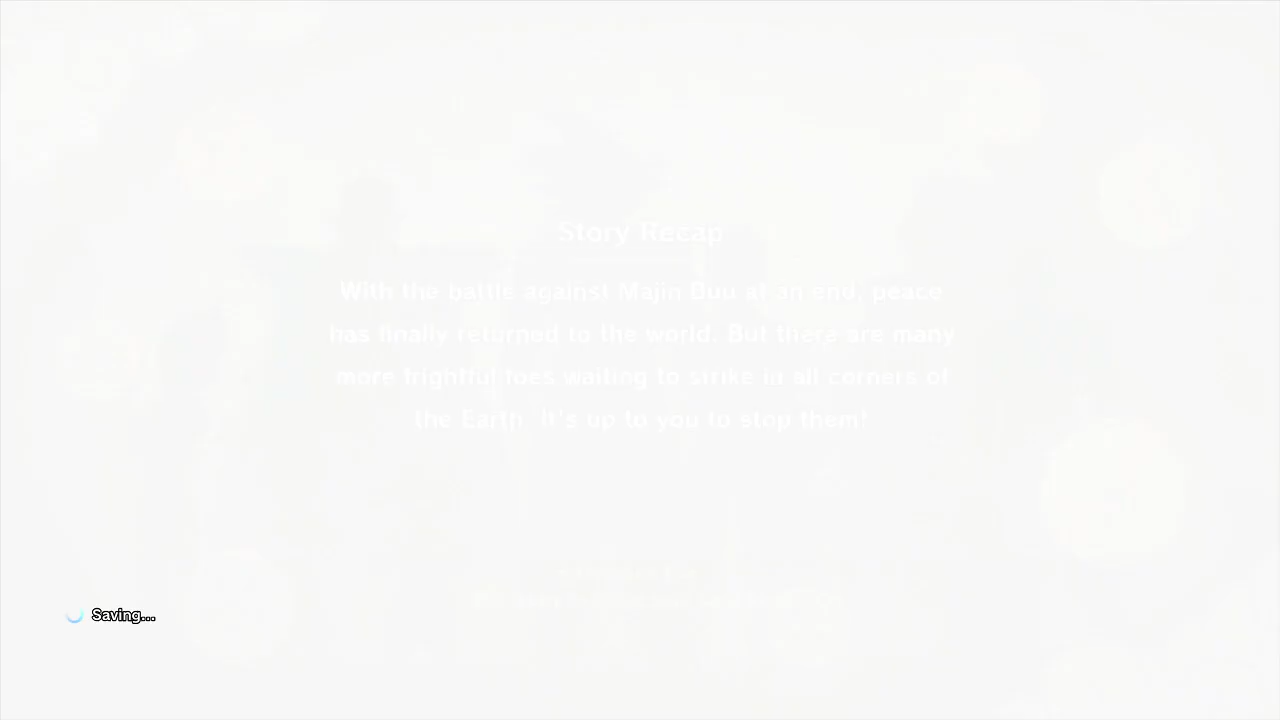 Story Recap
With the battle against Majin Buu at an end, peace
has finally returned to the world. But there are many
more frightful foes waiting to strike in all corners of
the Earth. It's up to you to stop them!
Saving...